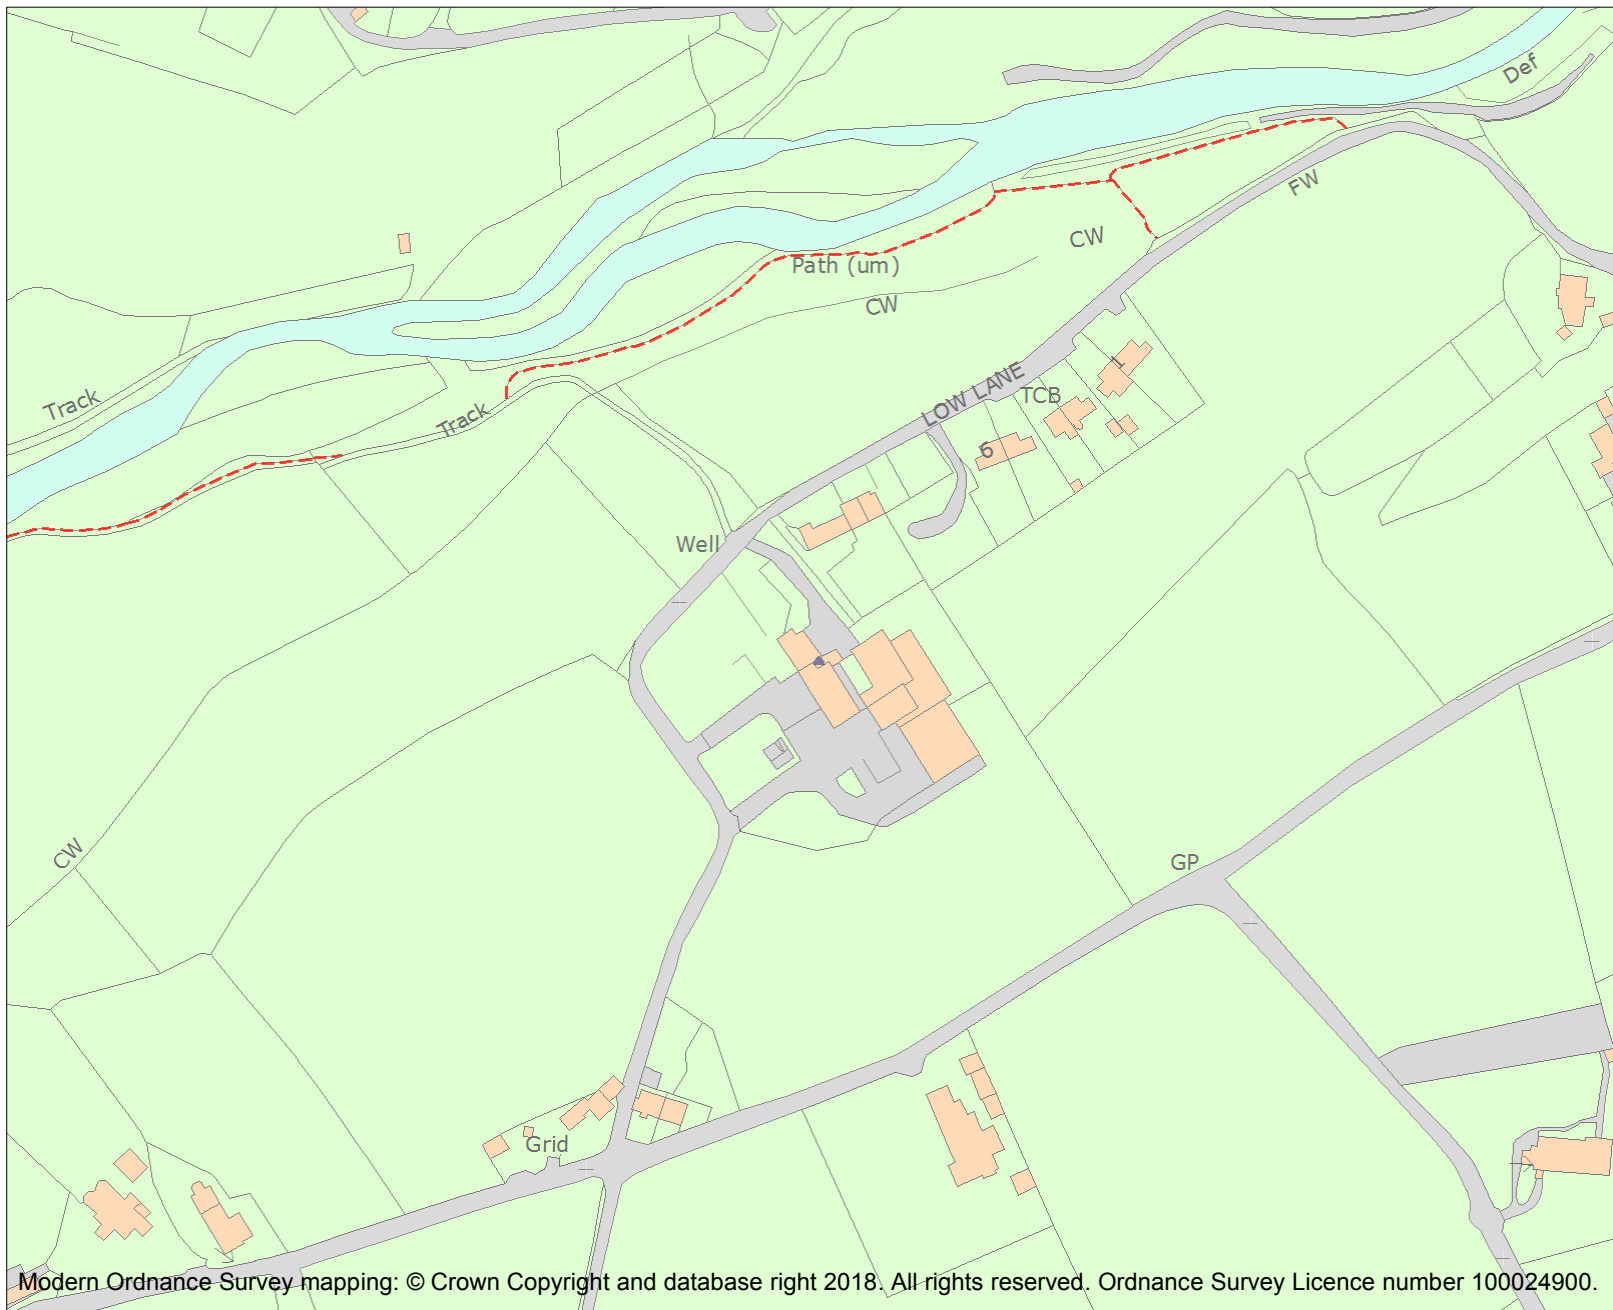 Def
FW
CW
Path (um)
CW
1
Track
LOW LANE
TCB
Track
6
Well
CW
GP
Grid
Modern Ordnance Survey mapping: © Crown Copyright and database right 2018. All rights reserved. Ordnance Survey Licence number 100024900.